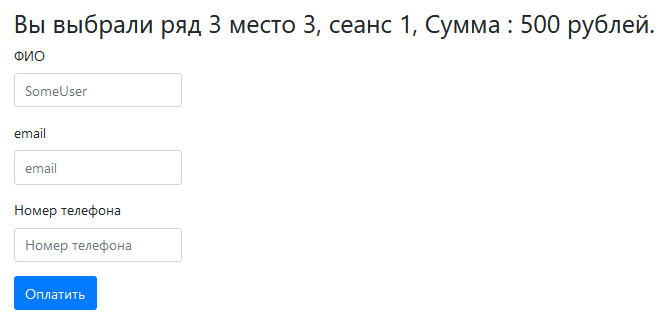 Вы выбрали ряд 3 место 3, сеанс 1, Сумма : 500 рублей.
ФИО
SomeUser
email
email
Номер телефона
Номер телефона
Оплатить